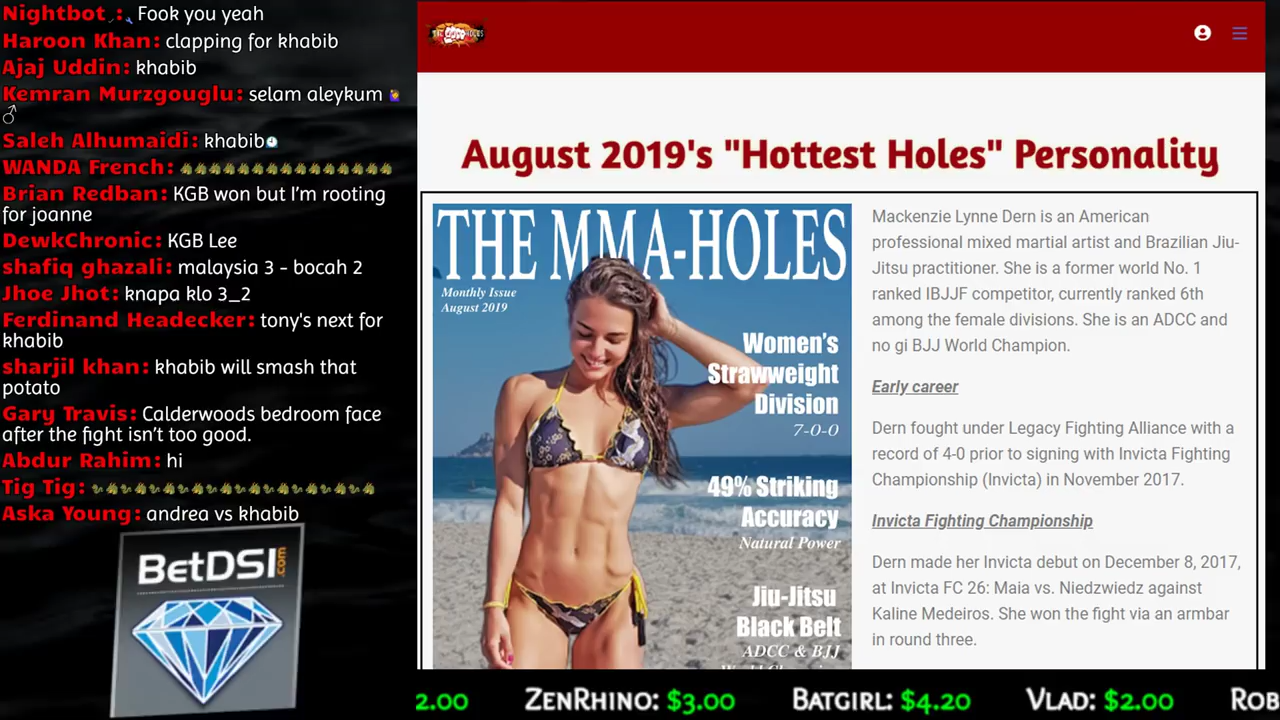 Nightbot : Fook you yeah
Haroon Khan: clapping for khabib
Ajaj Uddin: khabib
Kemran Murzgouglu: selam aleykum
Saleh Alhumaidi: khabib
WANDA French:
Brian Redban: KGB won but I'm rooting
for joanne
DewkChronic: KGB Lee
shafiq ghazali: malaysia 3 - bocah 2
Jhoe Jhot: knapa klo 3_2
Ferdinand Headecker: tony's next for
khabib
sharjil khan: khabib will smash that
potato
Gary Travis: Calderwoods bedroom face
after the fight isn't too good.
Abdur Rahim: hi
Tig Tig:
Aska Young: andrea vs khabib
BetDSI.com
August 2019's "Hottest Holes" Personality
THE MMA-HOLES
Monthly Issue
August 2019
Women's
Strawweight
Division
7-0-0
49% Striking
Accuracy
Natural Power
Jiu-Jitsu
Black Belt
ADCC & BJJ
Mackenzie Lynne Dern is an American
professional mixed martial artist and Brazilian Jiu-
Jitsu practitioner. She is a former world No. 1
ranked IBJJF competitor, currently ranked 6th
among the female divisions. She is an ADCC and
no gi BJJ World Champion.
Early career
Dern fought under Legacy Fighting Alliance with a
record of 4-0 prior to signing with Invicta Fighting
Championship (Invicta) in November 2017.
Invicta Fighting Championship
Dern made her Invicta debut on December 8, 2017,
at Invicta FC 26: Maia vs. Niedzwiedz against
Kaline Medeiros. She won the fight via an armbar
in round three.
2.00 ZenRhino: $3.00 Batgirl: $4.20 Vlad: $2.00 Rob